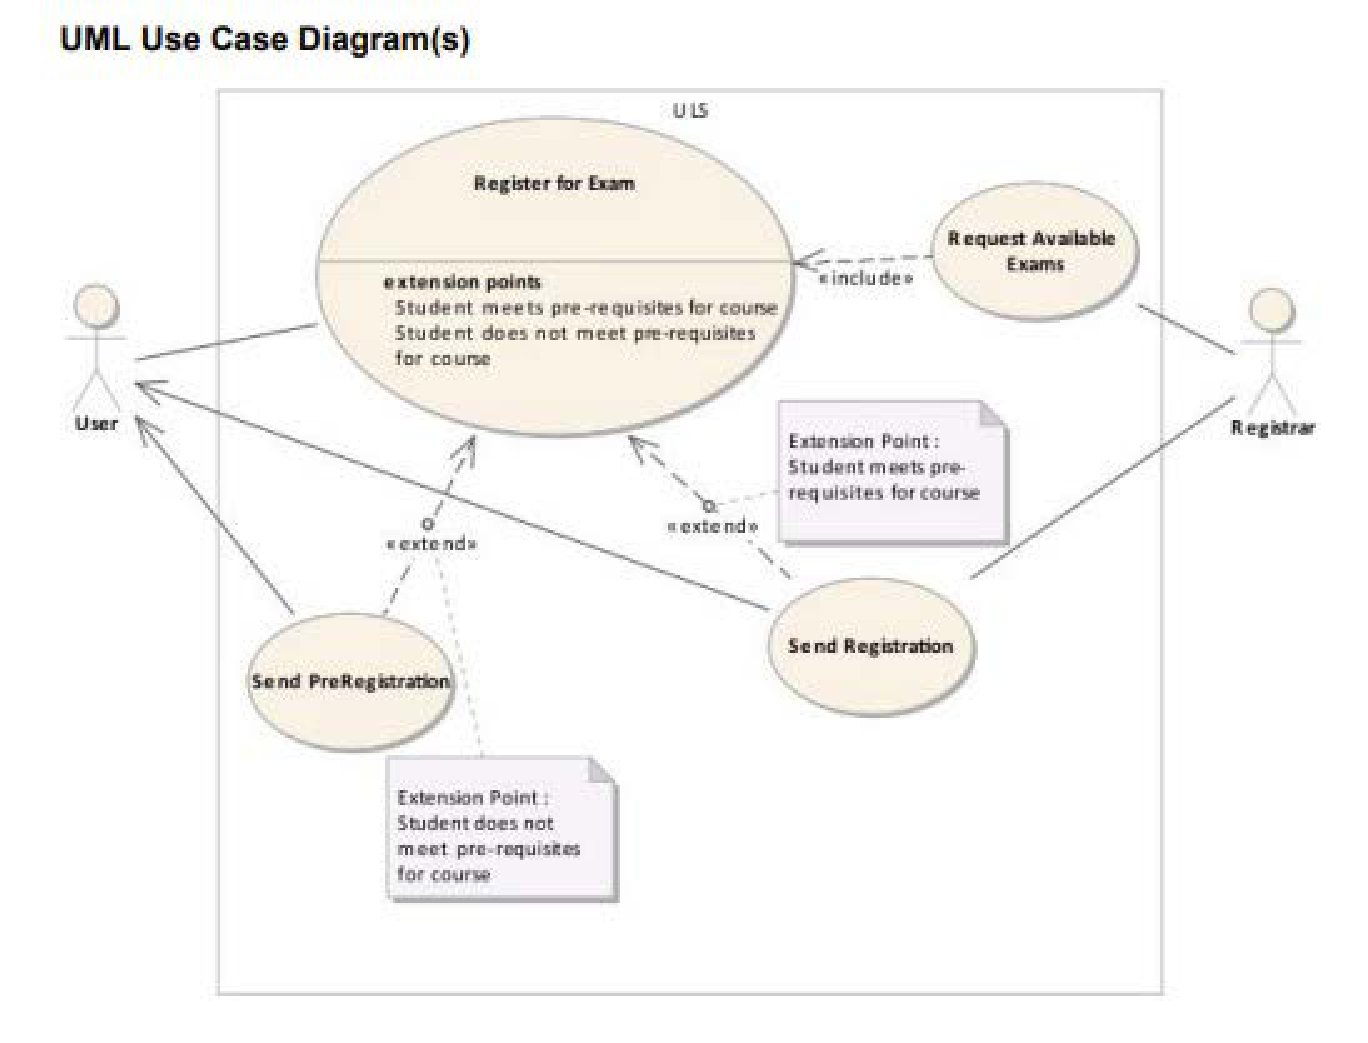 UML Use Case Diagram(s)
ULS
Register for Exam
extension points
Student meets pre-requisites for course
Student does not meet pre-requisites
for course
«include»
Request Available
Exams
User
Registrar
Extension Point :
Student meets pre-
requisites for course
«extend»
«extend»
Send PreRegistration
Send Registration
Extension Point :
Student does not
meet pre-requisites
for course